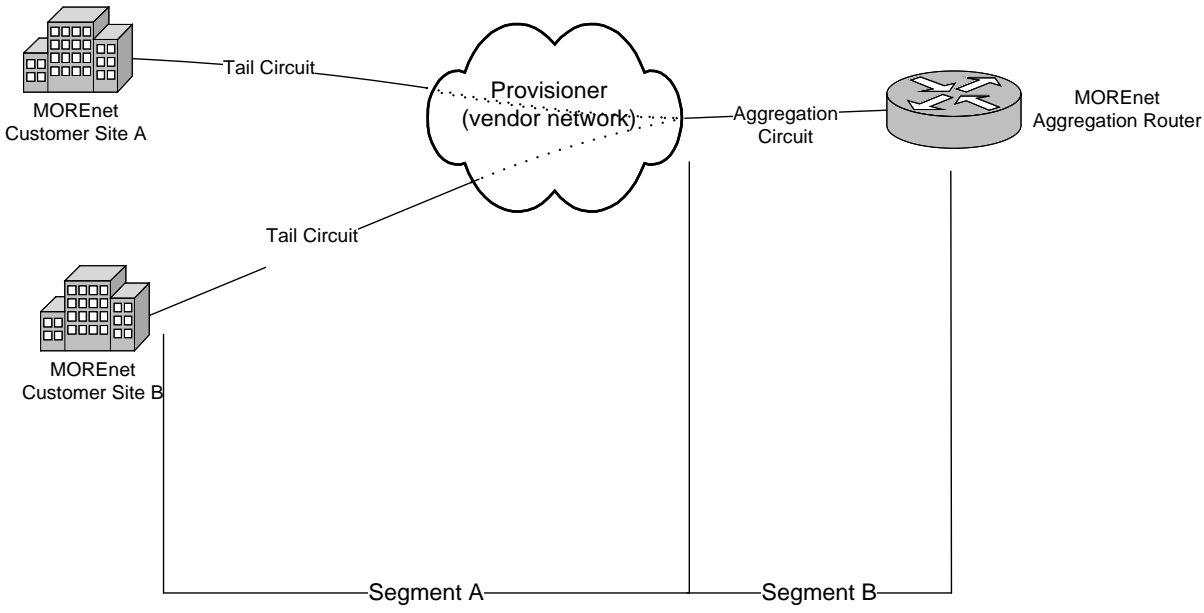 Tail Circuit
Provisioner
(vendor network)
MOREnet
Customer Site A
Aggregation
Circuit
MOREnet
Aggregation Router
Tail Circuit
MOREnet
Customer Site B
Segment A
Segment B